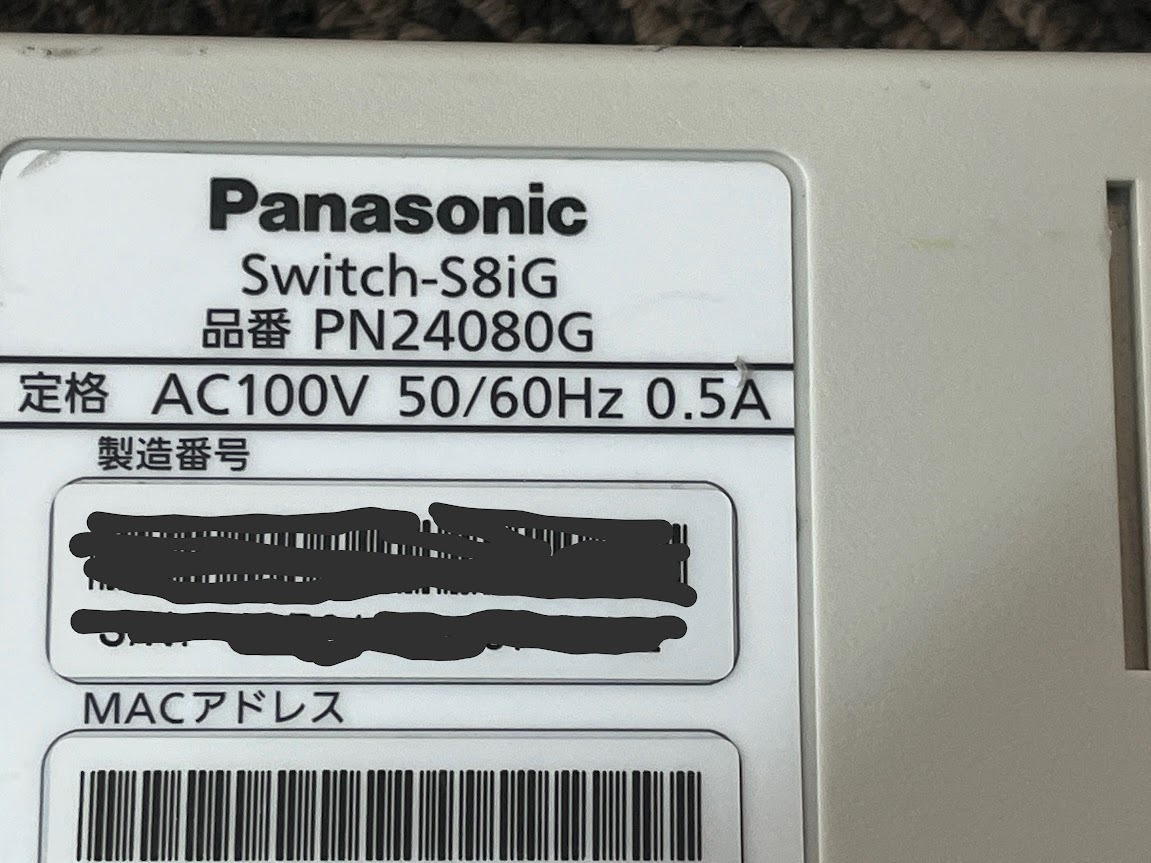 Panasonic
Switch-S8iG
品番 PN24080G
定格 AC100V 50/60Hz 0.5A
製造番号
MACアドレス